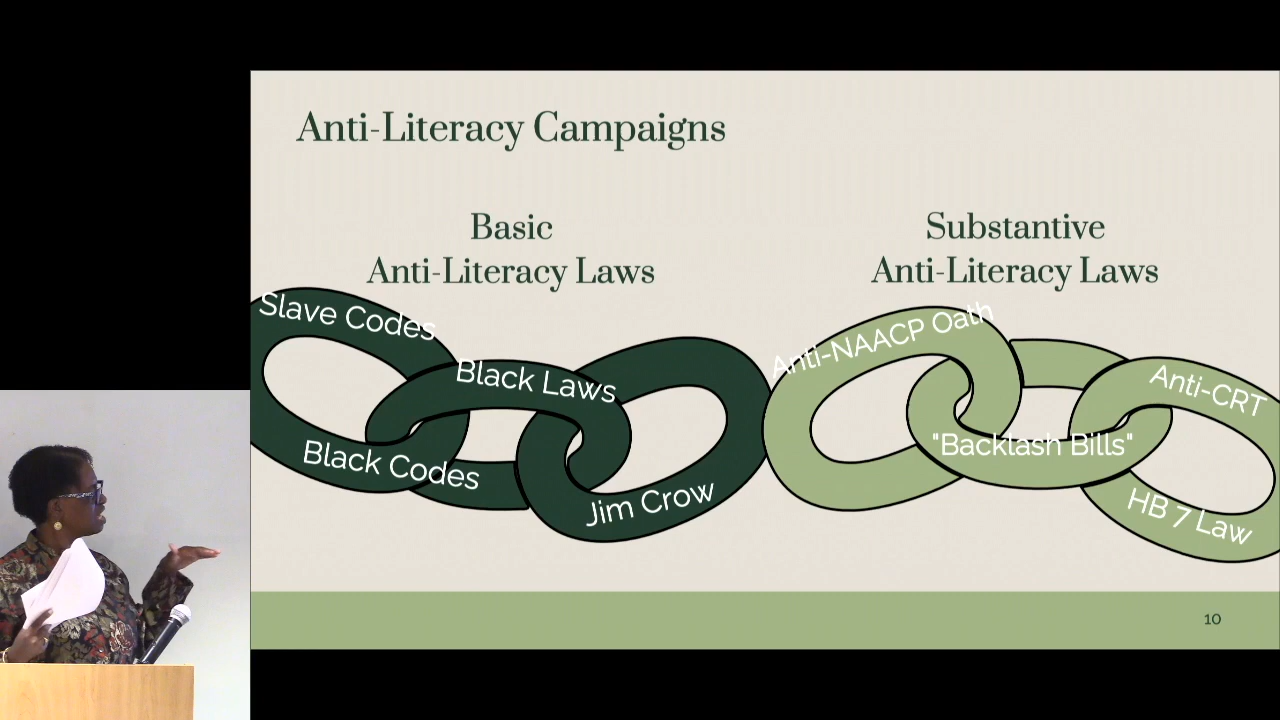 Anti-Literacy Campaigns
Basic
Anti-Literacy Laws
Substantive
Anti-Literacy Laws
Slave Codes
Black Laws
Black Codes
Jim Crow
Anti-NAACP Oath
"Backlash Bills"
Anti-CRT
HB 7 Law
10